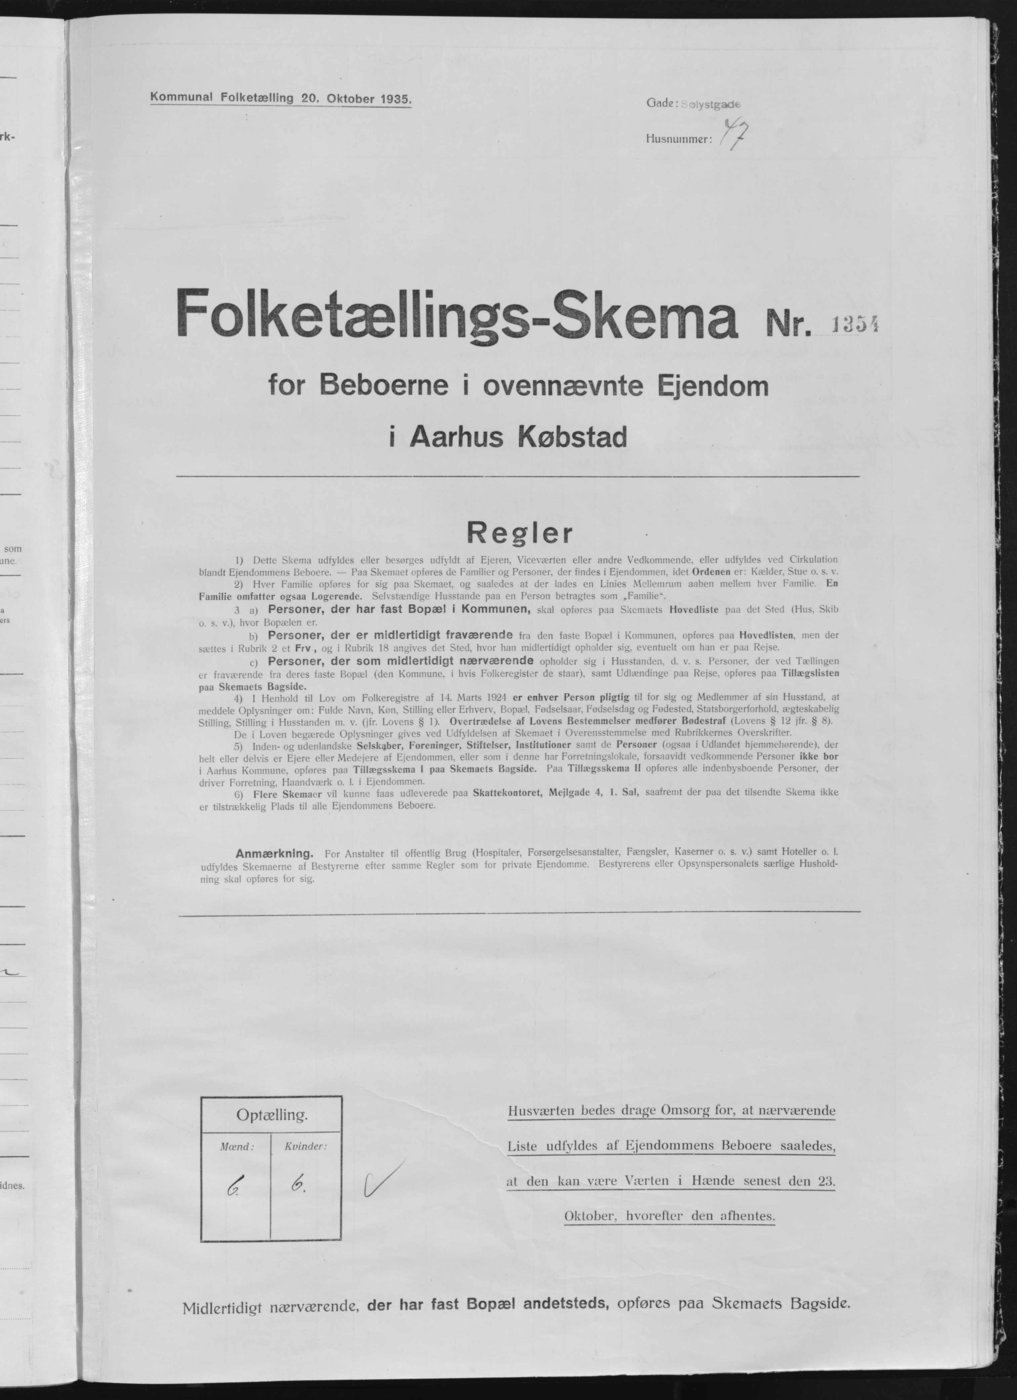 Kommunal Folketælling 20. Oktober 1935.
Gade: Sølystgade
Husnummer: 47
Folketællings-Skema Nr. 1354
for Beboerne i ovennævnte Ejendom
i Aarhus Købstad
Regler
1) Dette Skema udfyldes eller besørges udfyldt af Ejeren, Viceværten eller andre Vedkommende, eller udfyldes ved Cirkulation
blandt Ejendommens Beboere. — Paa Skemaet opføres de Familier og Personer, der findes i Ejendommen, idet Ordenen er: Kælder, Stue o. s. v.
2) Hver Familie opføres for sig paa Skemaet, og saaledes at der lades en Linies Mellemrum aaben mellem hver Familie. En
Familie omfatter ogsaa Logerende. Selvstændige Husstande paa en Person betragtes som „Familie“.
3 a) Personer, der har fast Bopæl i Kommunen, skal opføres paa Skemaets Hovedliste paa det Sted (Hus, Skib
o. s. v.), hvor Bopælen er.
b) Personer, der er midlertidigt fraværende fra den faste Bopæl i Kommunen, opføres paa Hovedlisten, men der
sættes i Rubrik 2 et Frv., og i Rubrik 18 angives det Sted, hvor han midlertidigt opholder sig, eventuelt om han er paa Rejse.
c) Personer, der som midlertidigt nærværende opholder sig i Husstanden, d. v. s. Personer, der ved Tællingen
er fraværende fra deres faste Bopæl (den Kommune, i hvis Folkeregister de staar), samt Udlændinge paa Rejse, opføres paa Tillægslisten
paa Skemaets Bagside.
4) I Henhold til Lov om Folkeregistre af 14. Marts 1924 er enhver Person pligtig til for sig og Medlemmer af sin Husstand, at
meddele Oplysninger om: Fulde Navn, Køn, Stilling eller Erhverv, Bopæl, Fødselsaar, Fødselsdag og Fødested, Statsborgerforhold, ægteskabelig
Stilling, Stilling i Husstanden m. v. (jfr. Lovens § 1). Overtrædelse af Lovens Bestemmelser medfører Bødestraf (Lovens § 12 jfr. § 8).
De i Loven begærede Oplysninger gives ved Udfyldelsen af Skemaet i Overensstemmelse med Rubrikkernes Overskrifter.
5) Inden- og udenlandske Selskaber, Foreninger, Stiftelser, Institutioner samt de Personer (ogsaa i Udlandet hjemmehørende), der
helt eller delvis er Ejere eller Medejere af Ejendommen, eller som i denne har Forretningslokale, forsaavidt vedkommende Personer ikke bor
i Aarhus Kommune, opføres paa Tillægsskema I paa Skemaets Bagside. Paa Tillægsskema II opføres alle indenbysboende Personer, der
driver Forretning, Haandværk o. l. i Ejendommen.
6) Flere Skemaer vil kunne faas udleverede paa Skattekontoret, Mejlgade 4, 1. Sal, saafremt der paa det tilsendte Skema ikke
er tilstrækkelig Plads til alle Ejendommens Beboere.
Anmærkning. For Anstalter til offentlig Brug (Hospitaler, Forsørgelsesanstalter, Fængsler, Kaserner o. s. v.) samt Hoteller o. l.
udfyldes Skemaerne af Bestyrerne efter samme Regler som for private Ejendomme. Bestyrerens eller Opsynspersonalets særlige Hushold-
ning skal opføres for sig.
Optælling.
Mænd: Kvinder:
6. 6.
Husværten bedes drage Omsorg for, at nærværende
Liste udfyldes af Ejendommens Beboere saaledes,
at den kan være Værten i Hænde senest den 23.
Oktober, hvorefter den afhentes.
Midlertidigt nærværende, der har fast Bopæl andetsteds, opføres paa Skemaets Bagside.